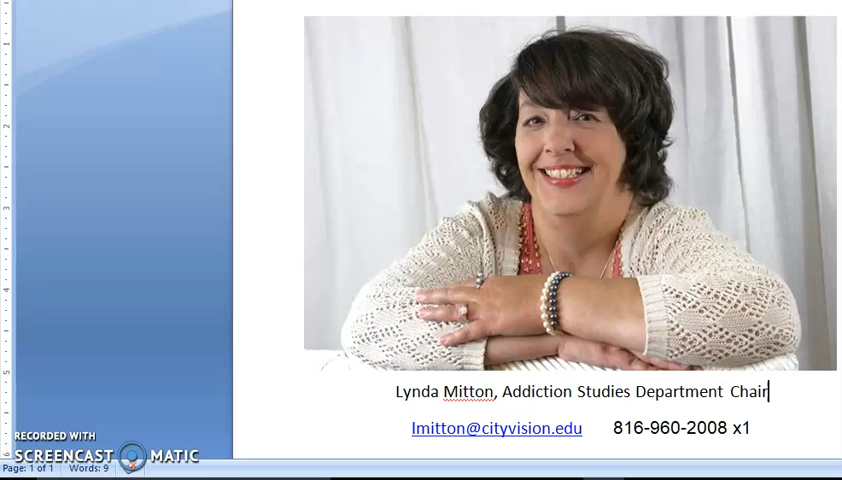 Lynda Mitton, Addiction Studies Department Chair
lmitton@cityvision.edu 816-960-2008 x1
RECORDED WITH
SCREENCAST MATIC
Page: 1 of 1 Words: 9